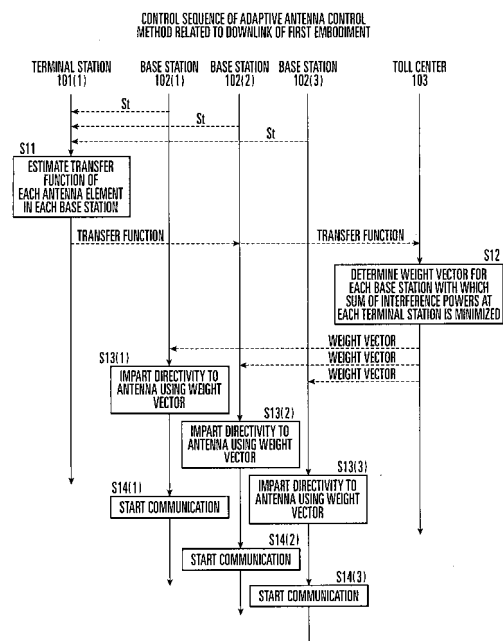 CONTROL SEQUENCE OF ADAPTIVE ANTENNA CONTROL
METHOD RELATED TO DOWNLINK OF FIRST EMBODIMENT
TERMINAL STATION
101(1)
BASE STATION
102(1)
BASE STATION
102(2)
BASE STATION
102(3)
TOLL CENTER
103
St
St
St
S11
ESTIMATE TRANSFER
FUNCTION OF
EACH ANTENNA ELEMENT
IN EACH BASE STATION
TRANSFER FUNCTION
TRANSFER FUNCTION
S12
DETERMINE WEIGHT VECTOR FOR
EACH BASE STATION WITH WHICH
SUM OF INTERFERENCE POWERS AT
EACH TERMINAL STATION IS MINIMIZED
WEIGHT VECTOR
WEIGHT VECTOR
WEIGHT VECTOR
S13(1)
IMPART DIRECTIVITY TO
ANTENNA USING WEIGHT
VECTOR
S13(2)
IMPART DIRECTIVITY TO
ANTENNA USING WEIGHT
VECTOR
S13(3)
IMPART DIRECTIVITY TO
ANTENNA USING WEIGHT
VECTOR
S14(1)
START COMMUNICATION
S14(2)
START COMMUNICATION
S14(3)
START COMMUNICATION